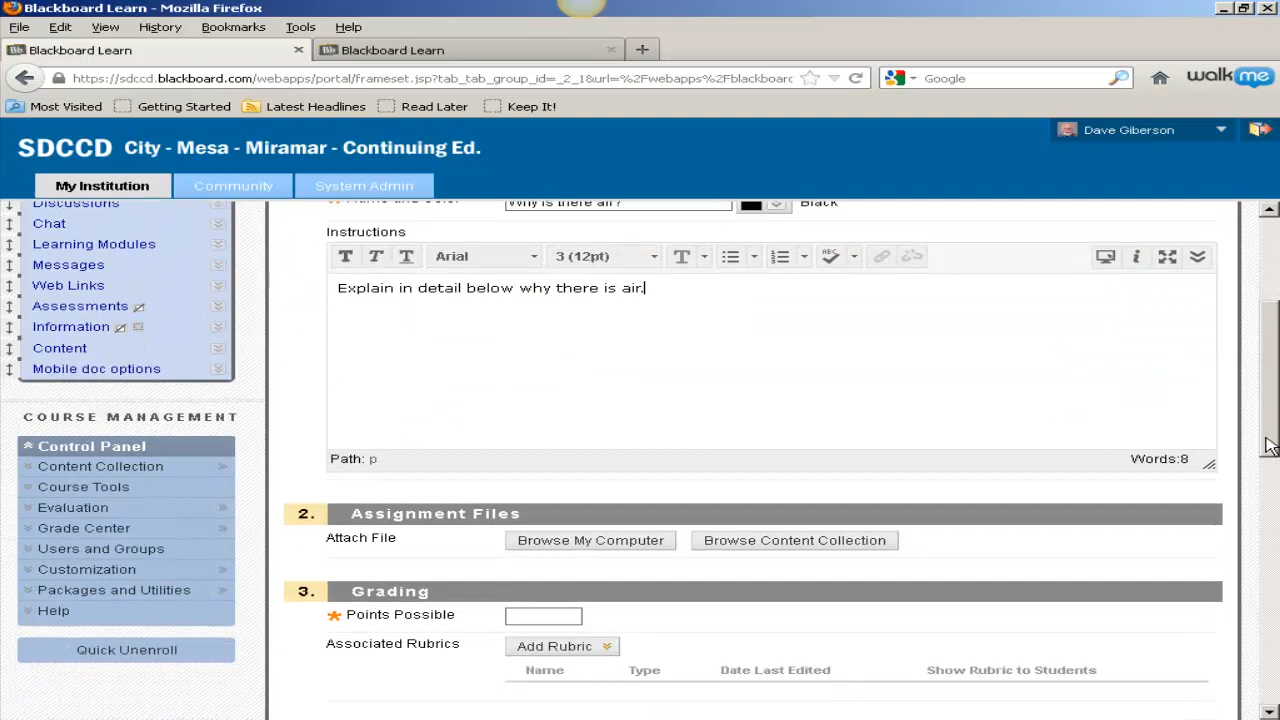 Blackboard Learn - Mozilla Firefox
File Edit View History Bookmarks Tools Help
Blackboard Learn Blackboard Learn
https://sdccd.blackboard.com/webapps/portal/frameset.jsp?tab_tab_group_id=_2_1&url=%2Fwebapps%2Fblackboarc Google walkme
Most Visited Getting Started Latest Headlines Read Later Keep It!
Dave Giberson
SDCCD City - Mesa - Miramar - Continuing Ed.
My Institution Community System Admin
Discussions
Chat
Learning Modules
Messages
Web Links
Assessments
Information
Content
Mobile doc options
COURSE MANAGEMENT
Control Panel
Content Collection
Course Tools
Evaluation
Grade Center
Users and Groups
Customization
Packages and Utilities
Help
Quick Unenroll
Name and Color Why is there air? Black
Instructions
T T T Arial 3 (12pt) T ABC
Explain in detail below why there is air.
Path: p Words:8
2. Assignment Files
Attach File Browse My Computer Browse Content Collection
3. Grading
Points Possible
Associated Rubrics Add Rubric
Name Type Date Last Edited Show Rubric to Students